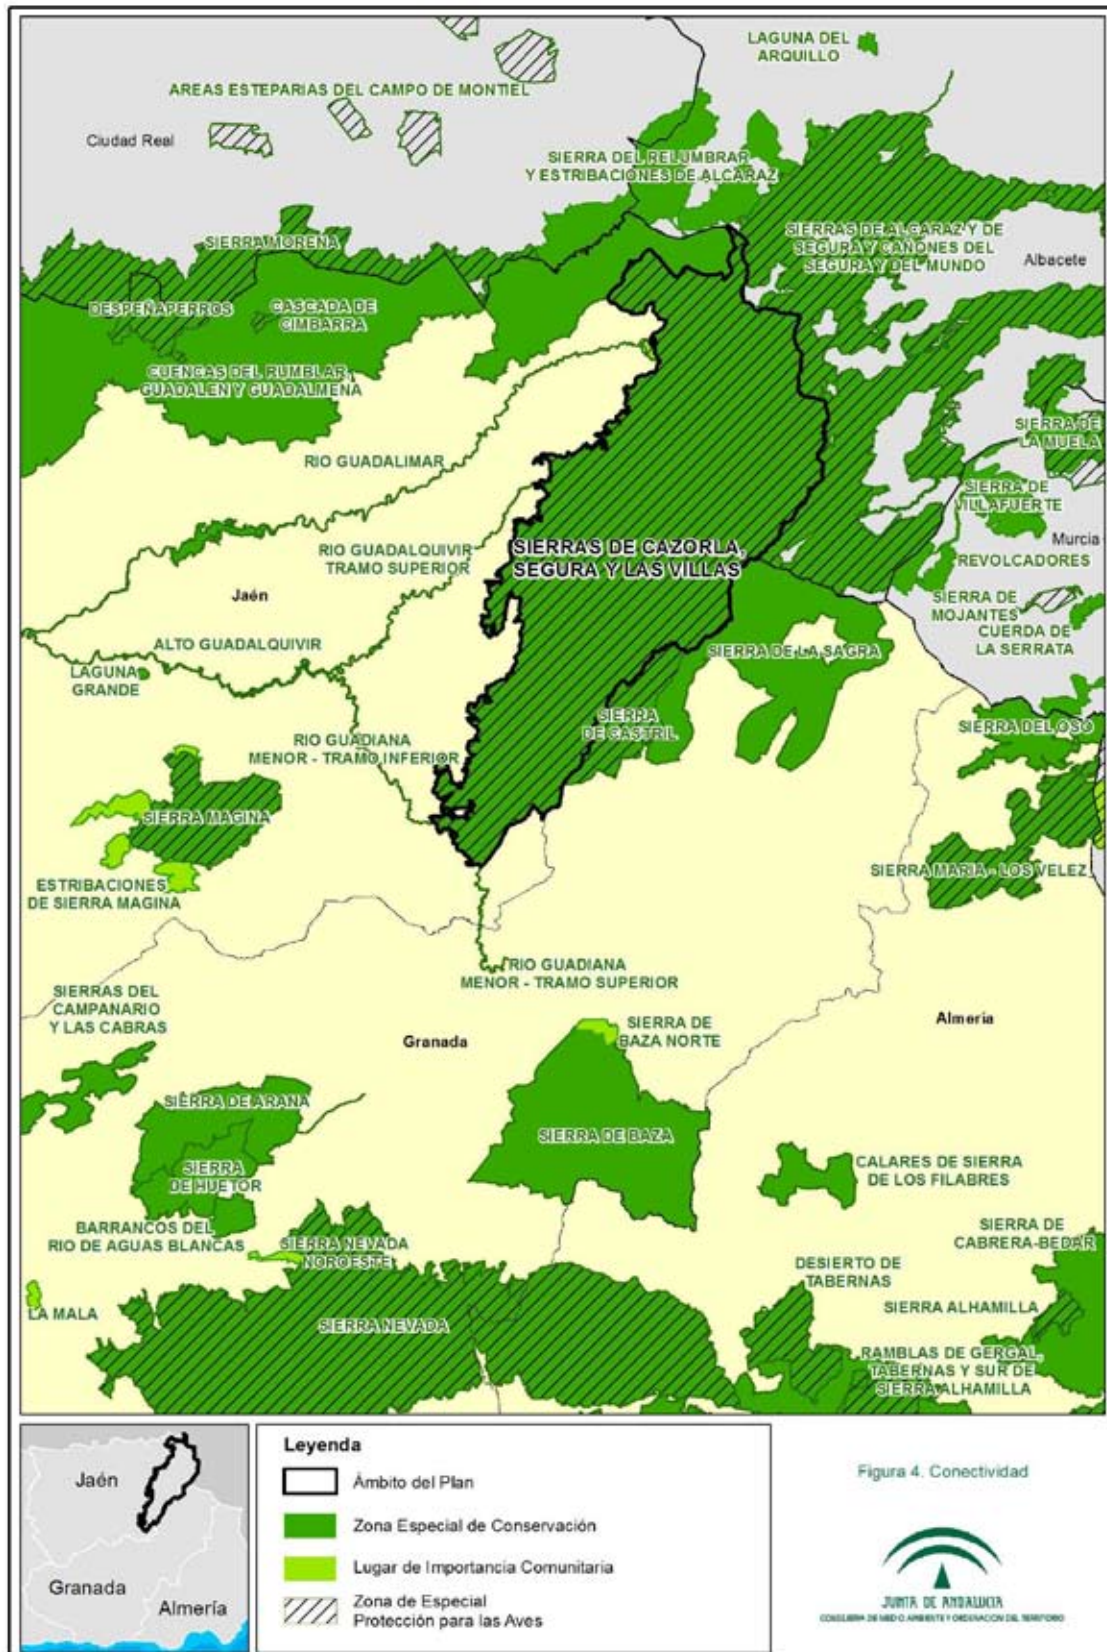 LAGUNA DEL
ARQUILLO
AREAS ESTEPARIAS DEL CAMPO DE MONTIEL
Ciudad Real
SIERRA DEL RELUMBRAR
Y ESTRIBACIONES DE ALCARAZ
SIERRA MORENA
SIERRAS DE ALCARAZ Y DE
SEGURA Y CAÑONES DEL
SEGURA Y DEL MUNDO
Albacete
DESPEÑAPERROS
CASCADA DE
CIMBARRA
CUENCAS DEL RUMBLAR,
GUADALEN Y GUADALMENA
SIERRA DE
LA MUELA
RIO GUADALIMAR
SIERRA DE
VILLAFUERTE
Murcia
RIO GUADALQUIVIR
TRAMO SUPERIOR
SIERRAS DE CAZORLA,
SEGURA Y LAS VILLAS
REVOLCADORES
Jaén
SIERRA DE
MOJANTES
CUERDA DE
LA SERRATA
ALTO GUADALQUIVIR
SIERRA DE LA SAGRA
LAGUNA
GRANDE
SIERRA
DE CASTRIL
SIERRA DEL OSO
RIO GUADIANA
MENOR - TRAMO INFERIOR
SIERRA MAGINA
SIERRA MARIA - LOS VELEZ
ESTRIBACIONES
DE SIERRA MAGINA
RIO GUADIANA
MENOR - TRAMO SUPERIOR
SIERRAS DEL
CAMPANARIO
Y LAS CABRAS
Granada
SIERRA DE
BAZA NORTE
Almería
SIERRA DE ARANA
SIERRA DE BAZA
SIERRA
DE HUETOR
CALARES DE SIERRA
DE LOS FILABRES
BARRANCOS DEL
RIO DE AGUAS BLANCAS
SIERRA NEVADA
NOROESTE
SIERRA DE
CABRERA-BEDAR
DESIERTO DE
TABERNAS
LA MALA
SIERRA NEVADA
SIERRA ALHAMILLA
RAMBLAS DE GERGAL,
TABERNAS Y SUR DE
SIERRA ALHAMILLA
Jaén
Granada
Almería
Leyenda
Ámbito del Plan
Zona Especial de Conservación
Lugar de Importancia Comunitaria
Zona de Especial
Protección para las Aves
Figura 4. Conectividad
JUNTA DE ANDALUCIA
CONSEJERIA DE MEDIO AMBIENTE Y ORDENACION DEL TERRITORIO